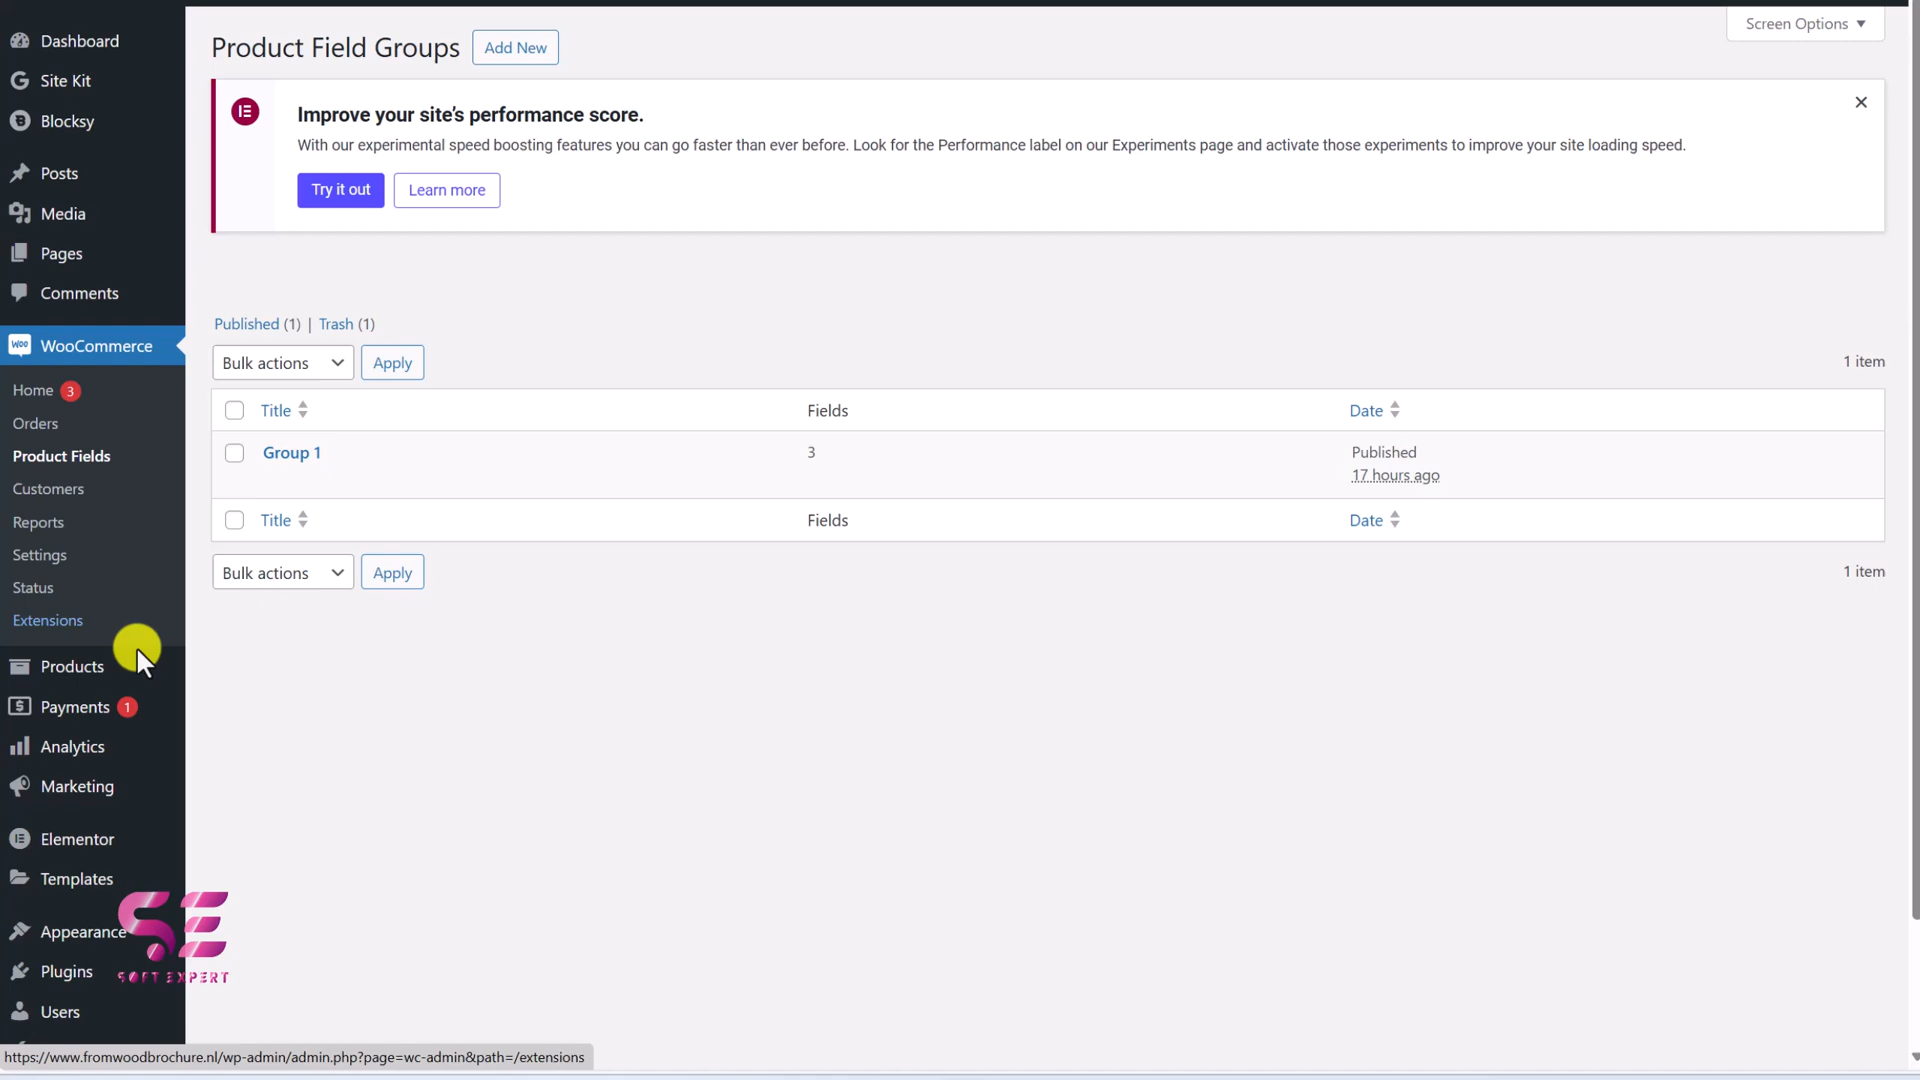 Dashboard
Site Kit
Blocksy
Posts
Media
Pages
Comments
WooCommerce
Home 3
Orders
Product Fields
Customers
Reports
Settings
Status
Extensions
Products
Payments 1
Analytics
Marketing
Elementor
Templates
Appearance
Plugins
Users
SE
SOFT EXPERT
Screen Options
Product Field Groups Add New
Improve your site's performance score.
With our experimental speed boosting features you can go faster than ever before. Look for the Performance label on our Experiments page and activate those experiments to improve your site loading speed.
Try it out Learn more
Published (1) | Trash (1)
Bulk actions Apply 1 item
Title Fields Date
Group 1 3 Published
17 hours ago
Title Fields Date
Bulk actions Apply 1 item
https://www.fromwoodbrochure.nl/wp-admin/admin.php?page=wc-admin&path=/extensions